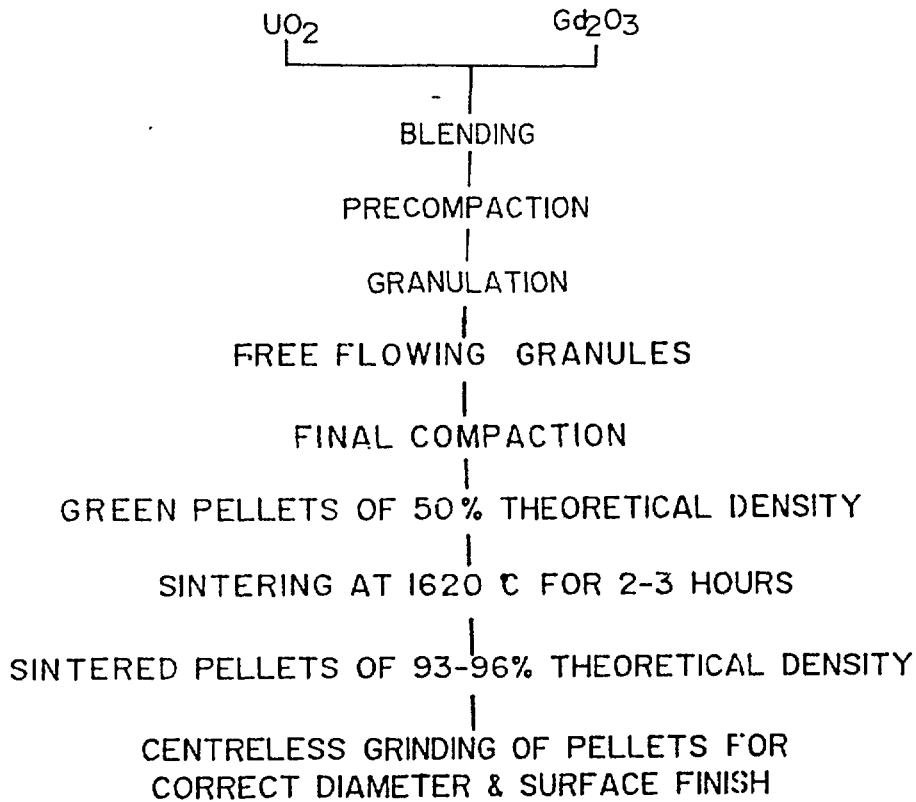 UO2 Gd2O3
BLENDING
PRECOMPACTION
GRANULATION
FREE FLOWING GRANULES
FINAL COMPACTION
GREEN PELLETS OF 50% THEORETICAL DENSITY
SINTERING AT 1620 °C FOR 2-3 HOURS
SINTERED PELLETS OF 93-96% THEORETICAL DENSITY
CENTRELESS GRINDING OF PELLETS FOR
CORRECT DIAMETER & SURFACE FINISH